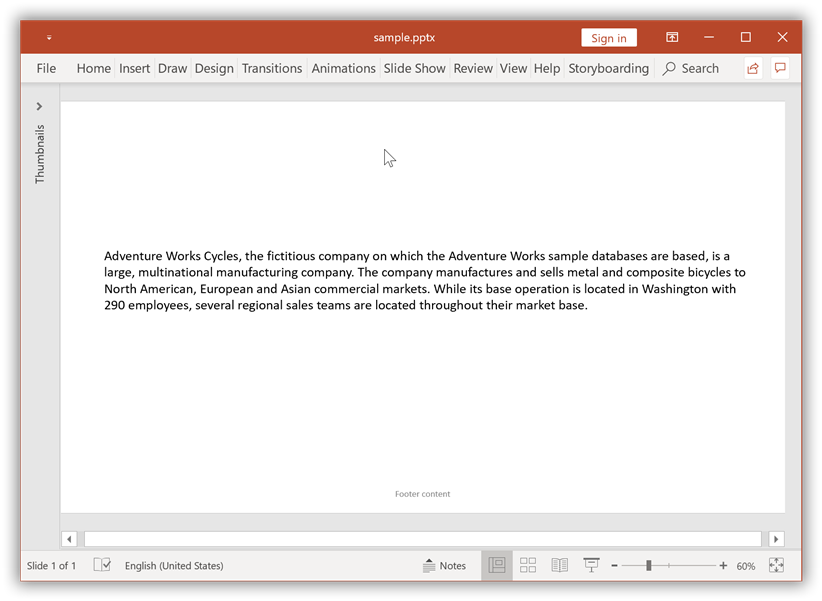 sample.pptx
Sign in
File Home Insert Draw Design Transitions Animations Slide Show Review View Help Storyboarding Search
Thumbnails
Adventure Works Cycles, the fictitious company on which the Adventure Works sample databases are based, is a
large, multinational manufacturing company. The company manufactures and sells metal and composite bicycles to
North American, European and Asian commercial markets. While its base operation is located in Washington with
290 employees, several regional sales teams are located throughout their market base.
Footer content
Slide 1 of 1 English (United States) Notes 60%